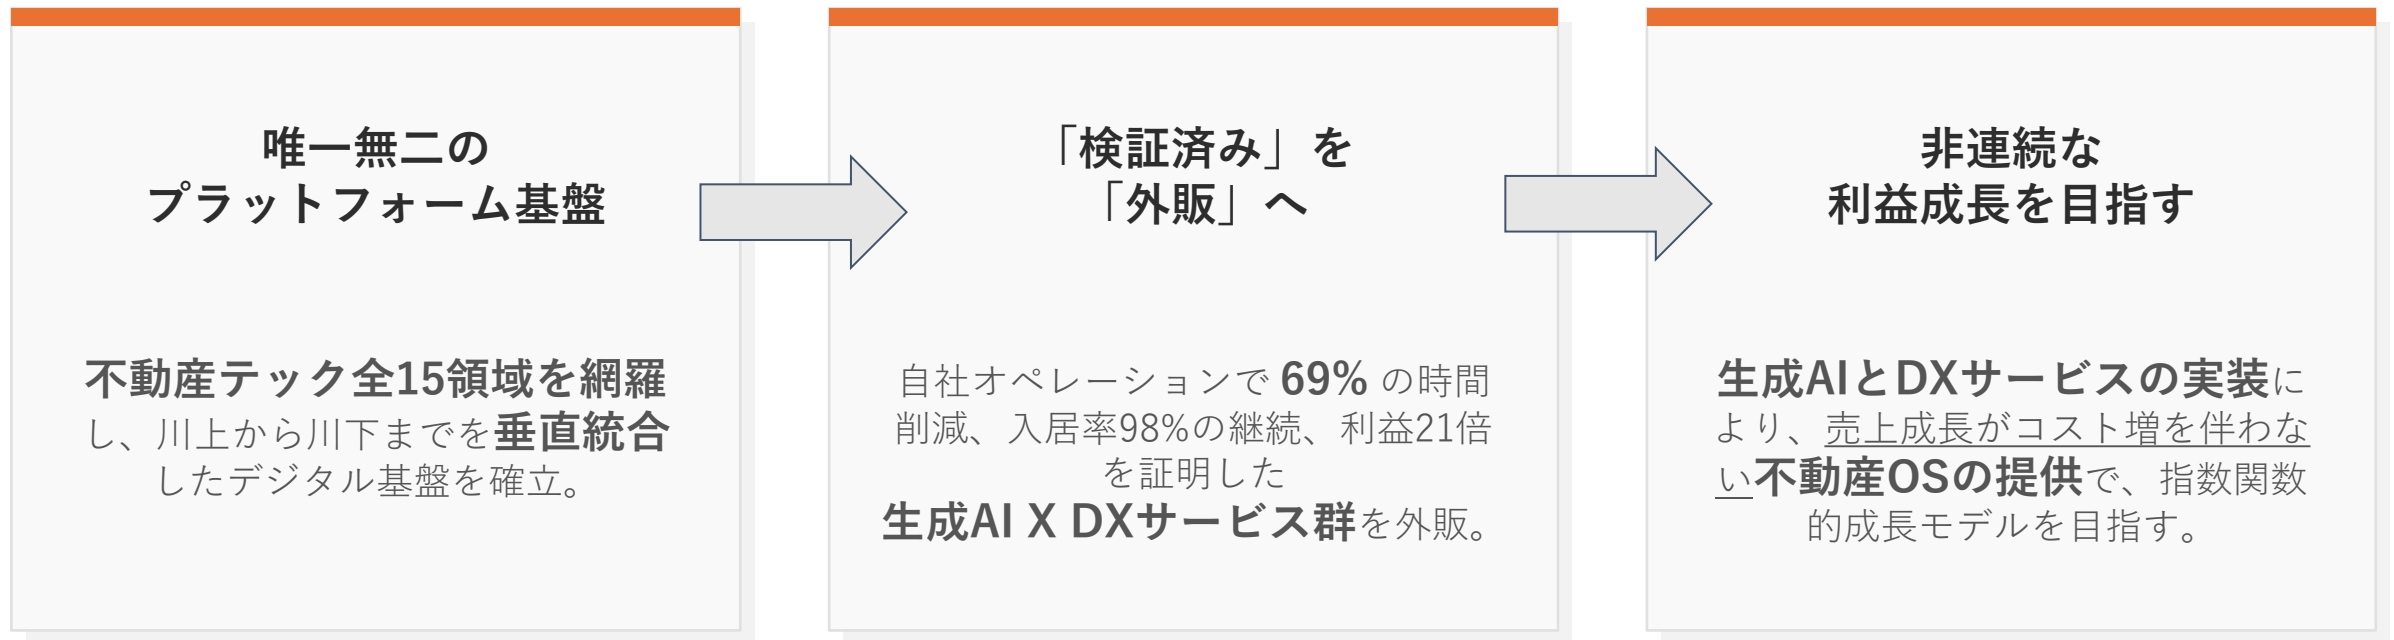 唯一無二の
プラットフォーム基盤
不動産テック全15領域を網羅
し、川上から川下までを垂直統合
したデジタル基盤を確立。
「検証済み」を
「外販」へ
自社オペレーションで 69% の時間
削減、入居率98%の継続、利益21倍
を証明した
生成AI X DXサービス群を外販。
非連続な
利益成長を目指す
生成AIとDXサービスの実装に
より、売上成長がコスト増を伴わな
い不動産OSの提供で、指数関数
的成長モデルを目指す。